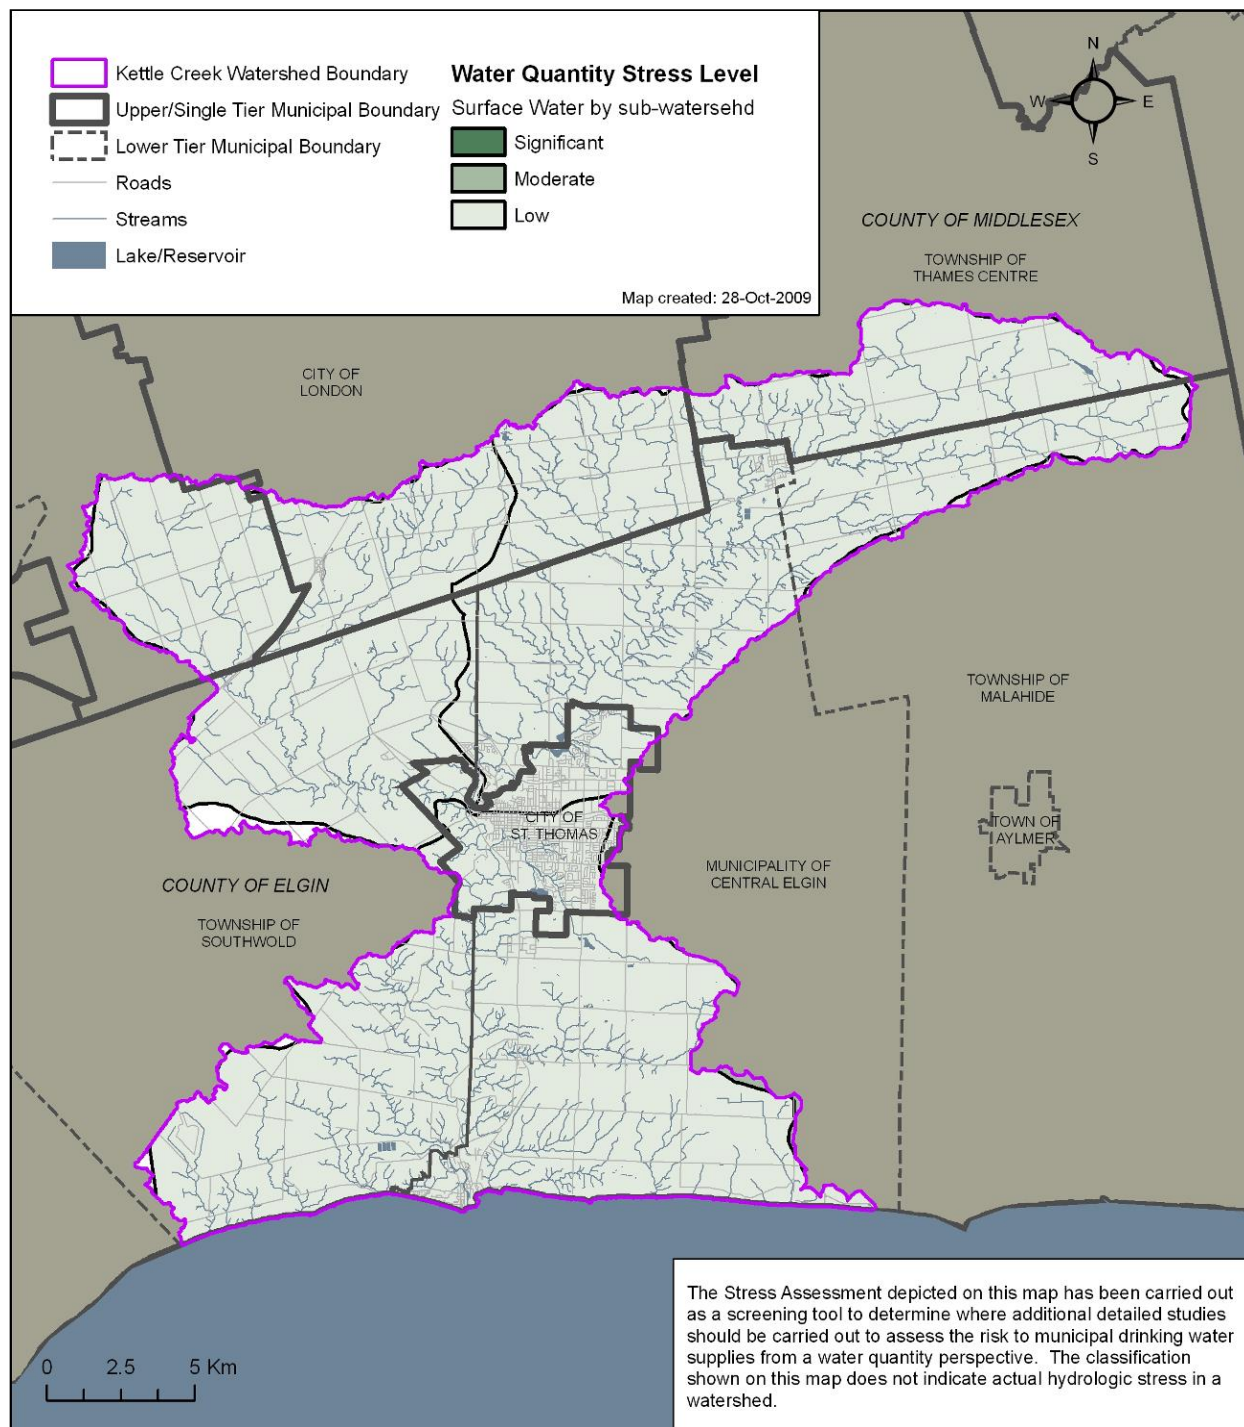 Kettle Creek Watershed Boundary
Upper/Single Tier Municipal Boundary
Lower Tier Municipal Boundary
Roads
Streams
Lake/Reservoir
Water Quantity Stress Level
Surface Water by sub-watersehd
Significant
Moderate
Low
Map created: 28-Oct-2009
N
W
E
S
COUNTY OF MIDDLESEX
TOWNSHIP OF
THAMES CENTRE
CITY OF
LONDON
TOWNSHIP OF
MALAHIDE
TOWN OF
AYLMER
CITY OF
ST. THOMAS
MUNICIPALITY OF
CENTRAL ELGIN
COUNTY OF ELGIN
TOWNSHIP OF
SOUTHWOLD
0 2.5 5 Km
The Stress Assessment depicted on this map has been carried out
as a screening tool to determine where additional detailed studies
should be carried out to assess the risk to municipal drinking water
supplies from a water quantity perspective. The classification
shown on this map does not indicate actual hydrologic stress in a
watershed.